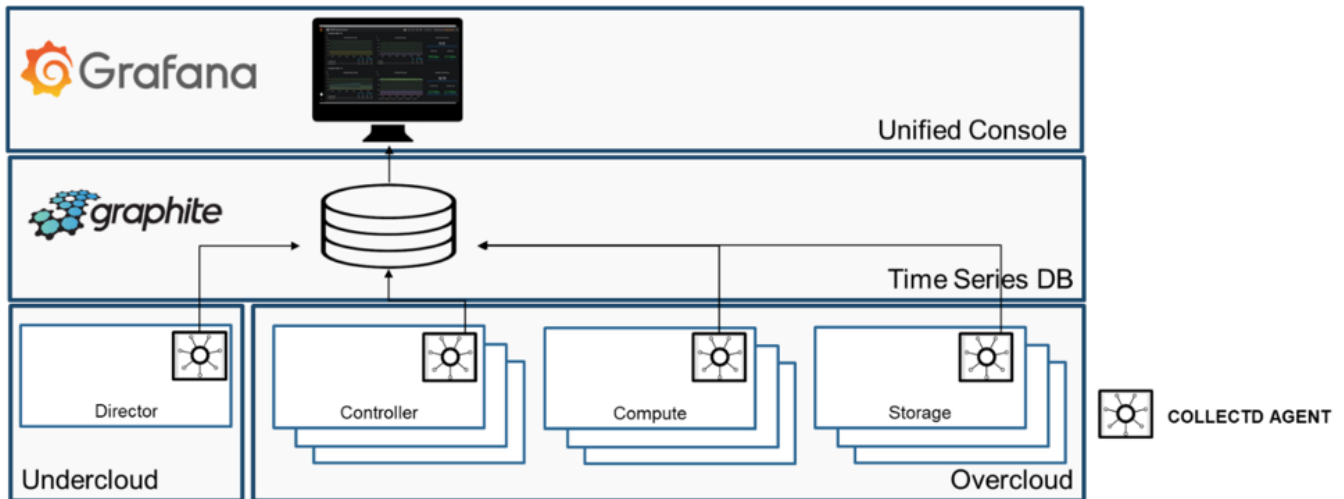 Grafana
Unified Console
graphite
Time Series DB
Director
Controller
Compute
Storage
COLLECTD AGENT
Undercloud
Overcloud